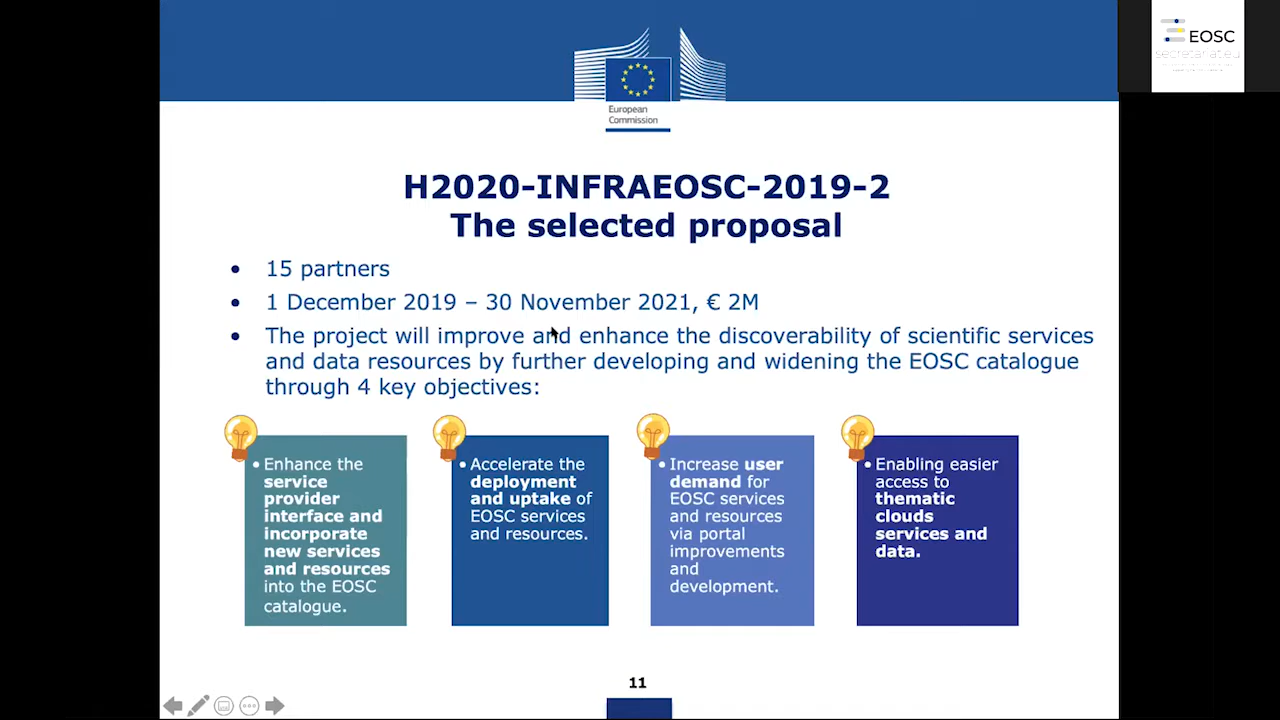 EOSC
European
Commission
H2020-INFRAEOSC-2019-2
The selected proposal
• 15 partners
• 1 December 2019 – 30 November 2021, € 2M
• The project will improve and enhance the discoverability of scientific services
and data resources by further developing and widening the EOSC catalogue
through 4 key objectives:
• Enhance the
service
provider
interface and
incorporate
new services
and resources
into the EOSC
catalogue.
• Accelerate the
deployment
and uptake of
EOSC services
and resources.
• Increase user
demand for
EOSC services
and resources
via portal
improvements
and
development.
• Enabling easier
access to
thematic
clouds
services and
data.
11